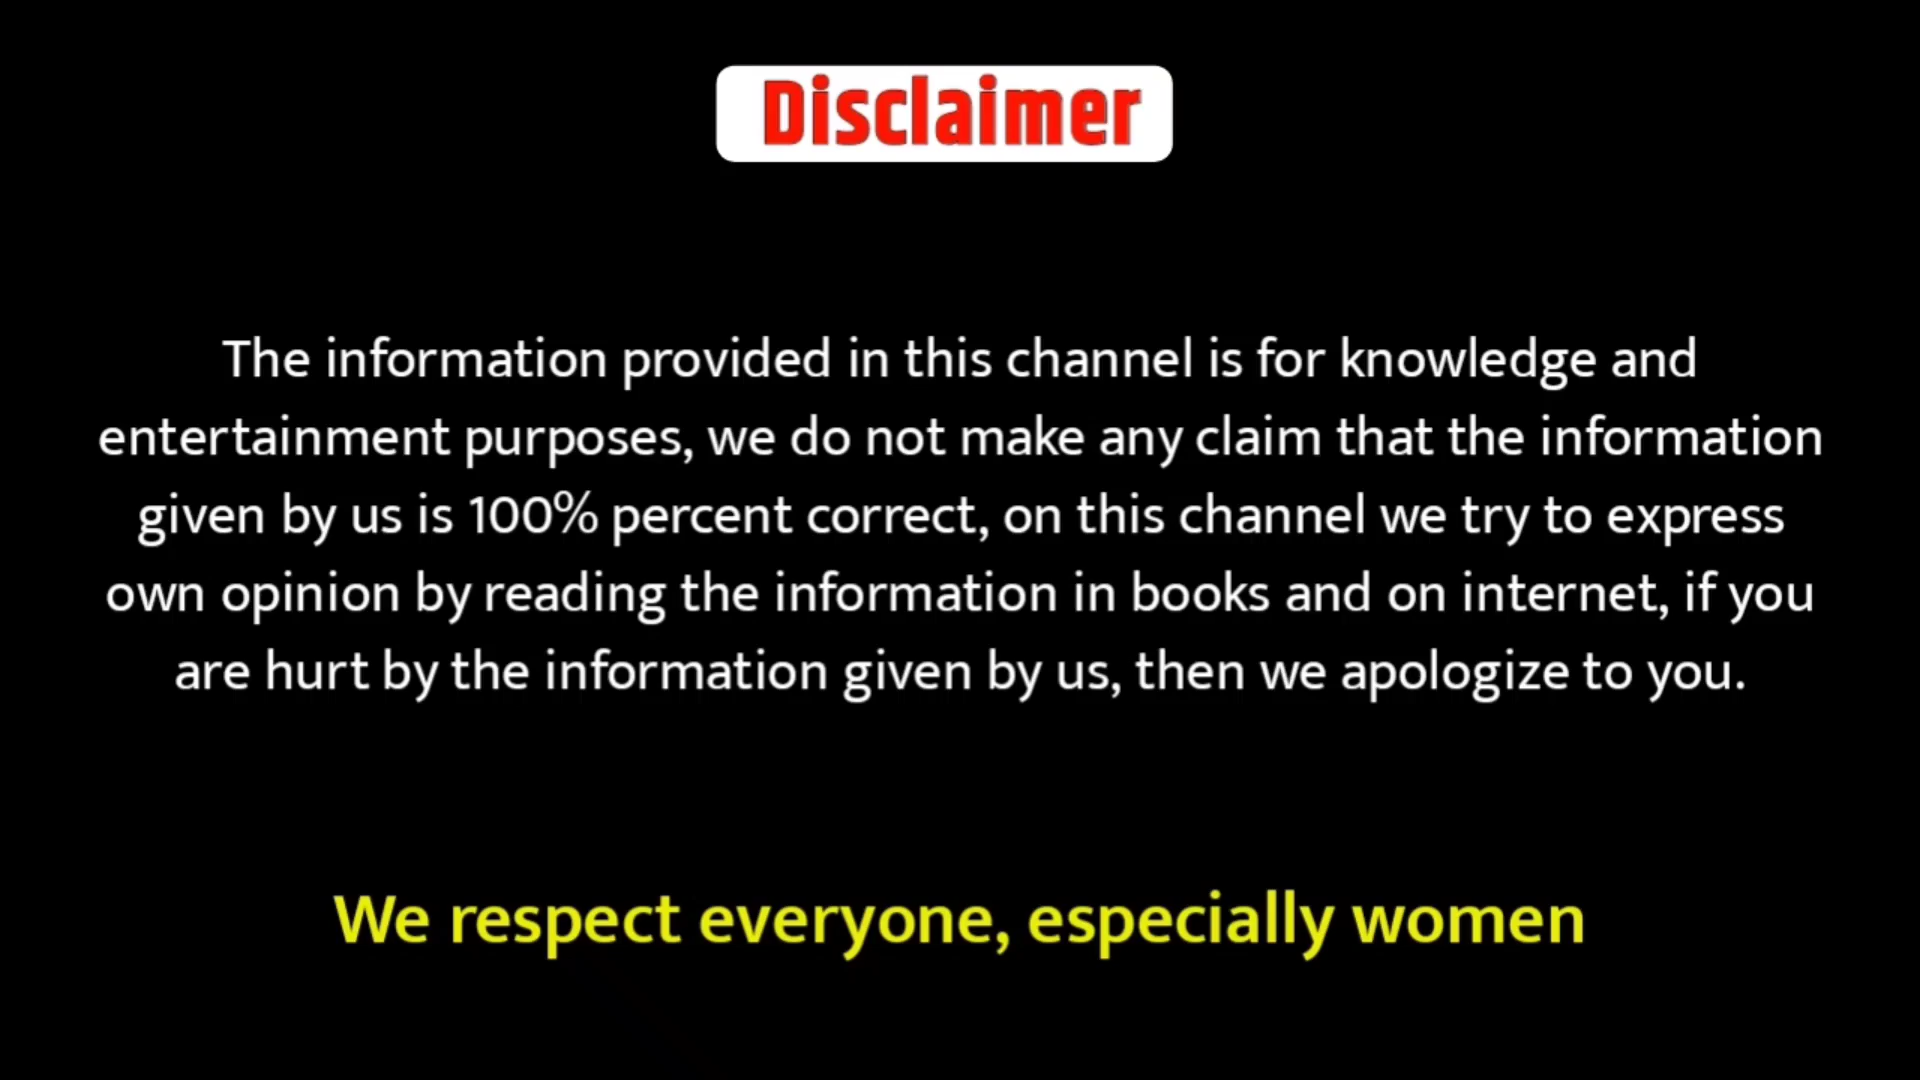 Disclaimer
The information provided in this channel is for knowledge and
entertainment purposes, we do not make any claim that the information
given by us is 100% percent correct, on this channel we try to express
own opinion by reading the information in books and on internet, if you
are hurt by the information given by us, then we apologize to you.
We respect everyone, especially women